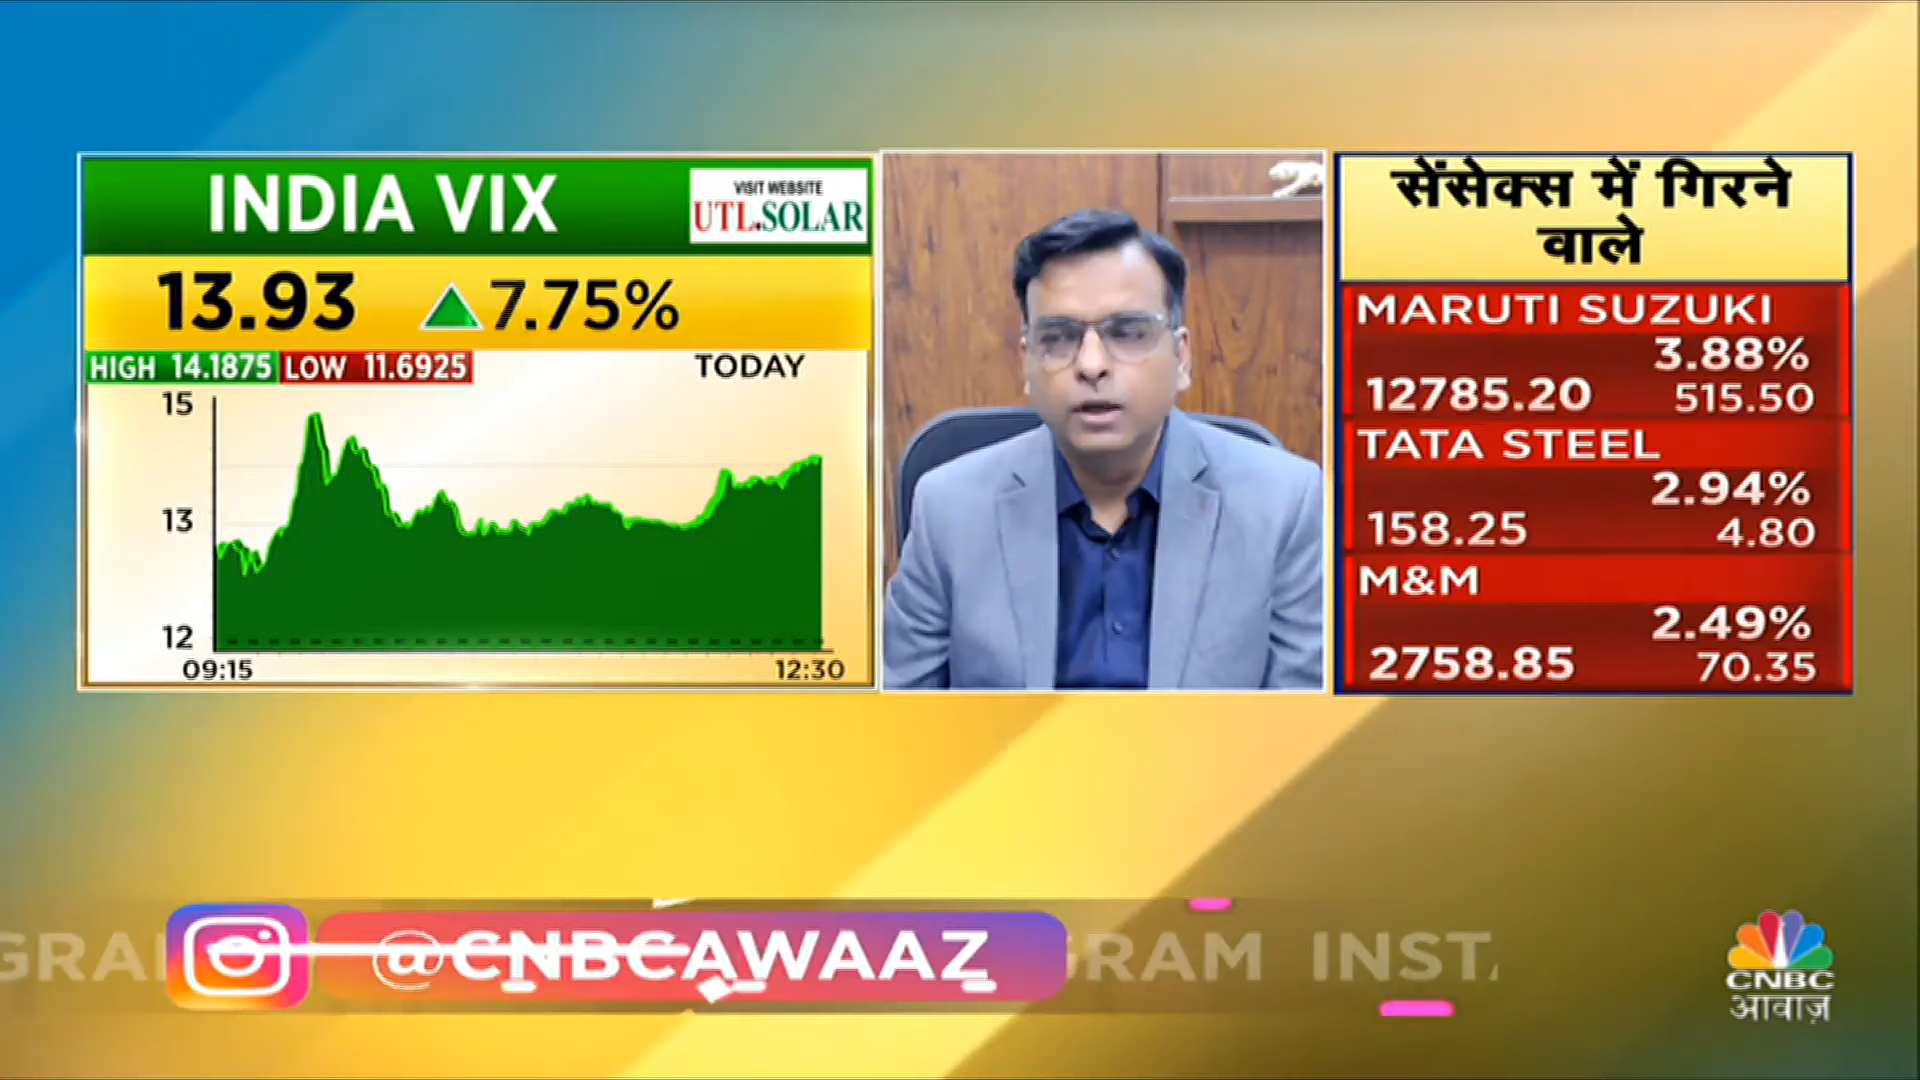 INDIA VIX
VISIT WEBSITE
UTL.SOLAR
13.93 7.75%
HIGH 14.1875 LOW 11.6925 TODAY
15
13
12
09:15 12:30
सेंसेक्स में गिरने
वाले
MARUTI SUZUKI
3.88%
12785.20 515.50
TATA STEEL
2.94%
158.25 4.80
M&M
2.49%
2758.85 70.35
@CNBCAWAAZ
CNBC
आवाज़